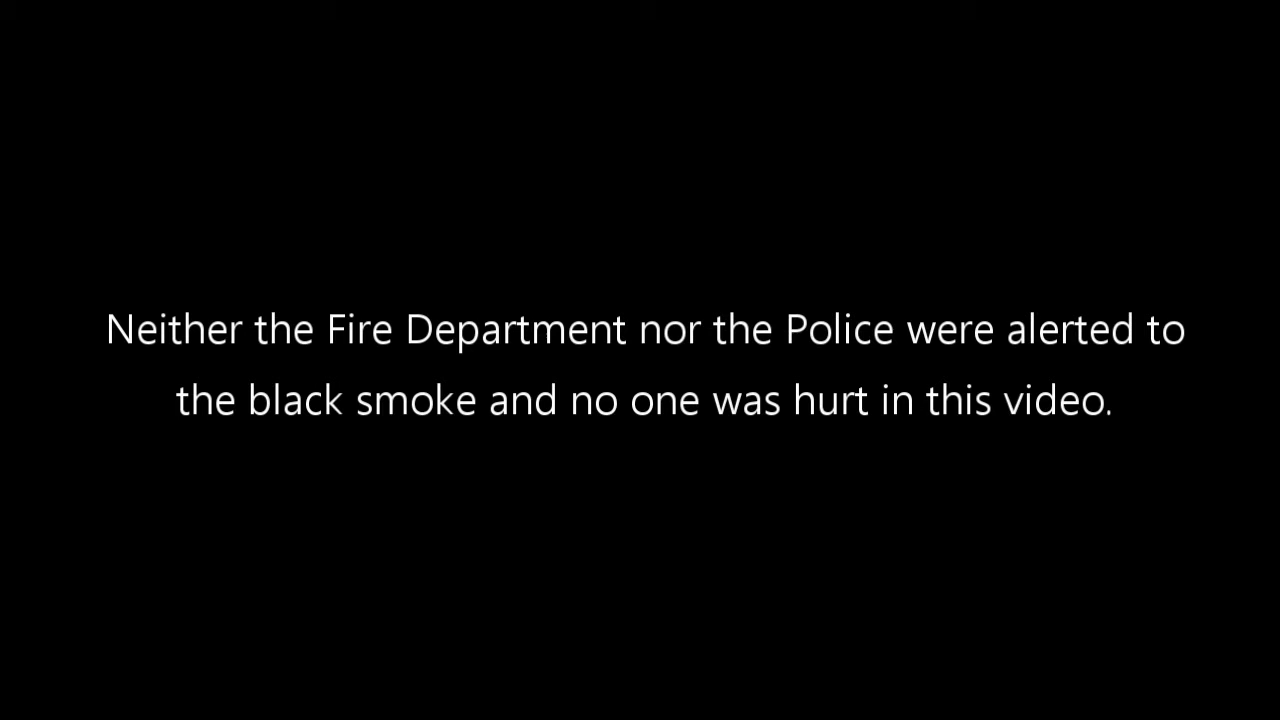 Neither the Fire Department nor the Police were alerted to
the black smoke and no one was hurt in this video.